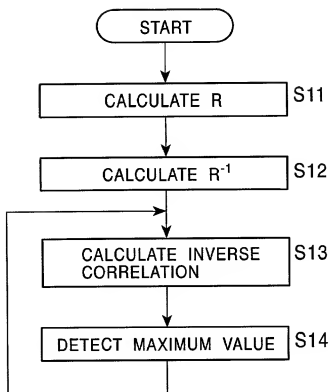 START
CALCULATE R
S11
CALCULATE R⁻¹
S12
CALCULATE INVERSE
CORRELATION
S13
DETECT MAXIMUM VALUE
S14